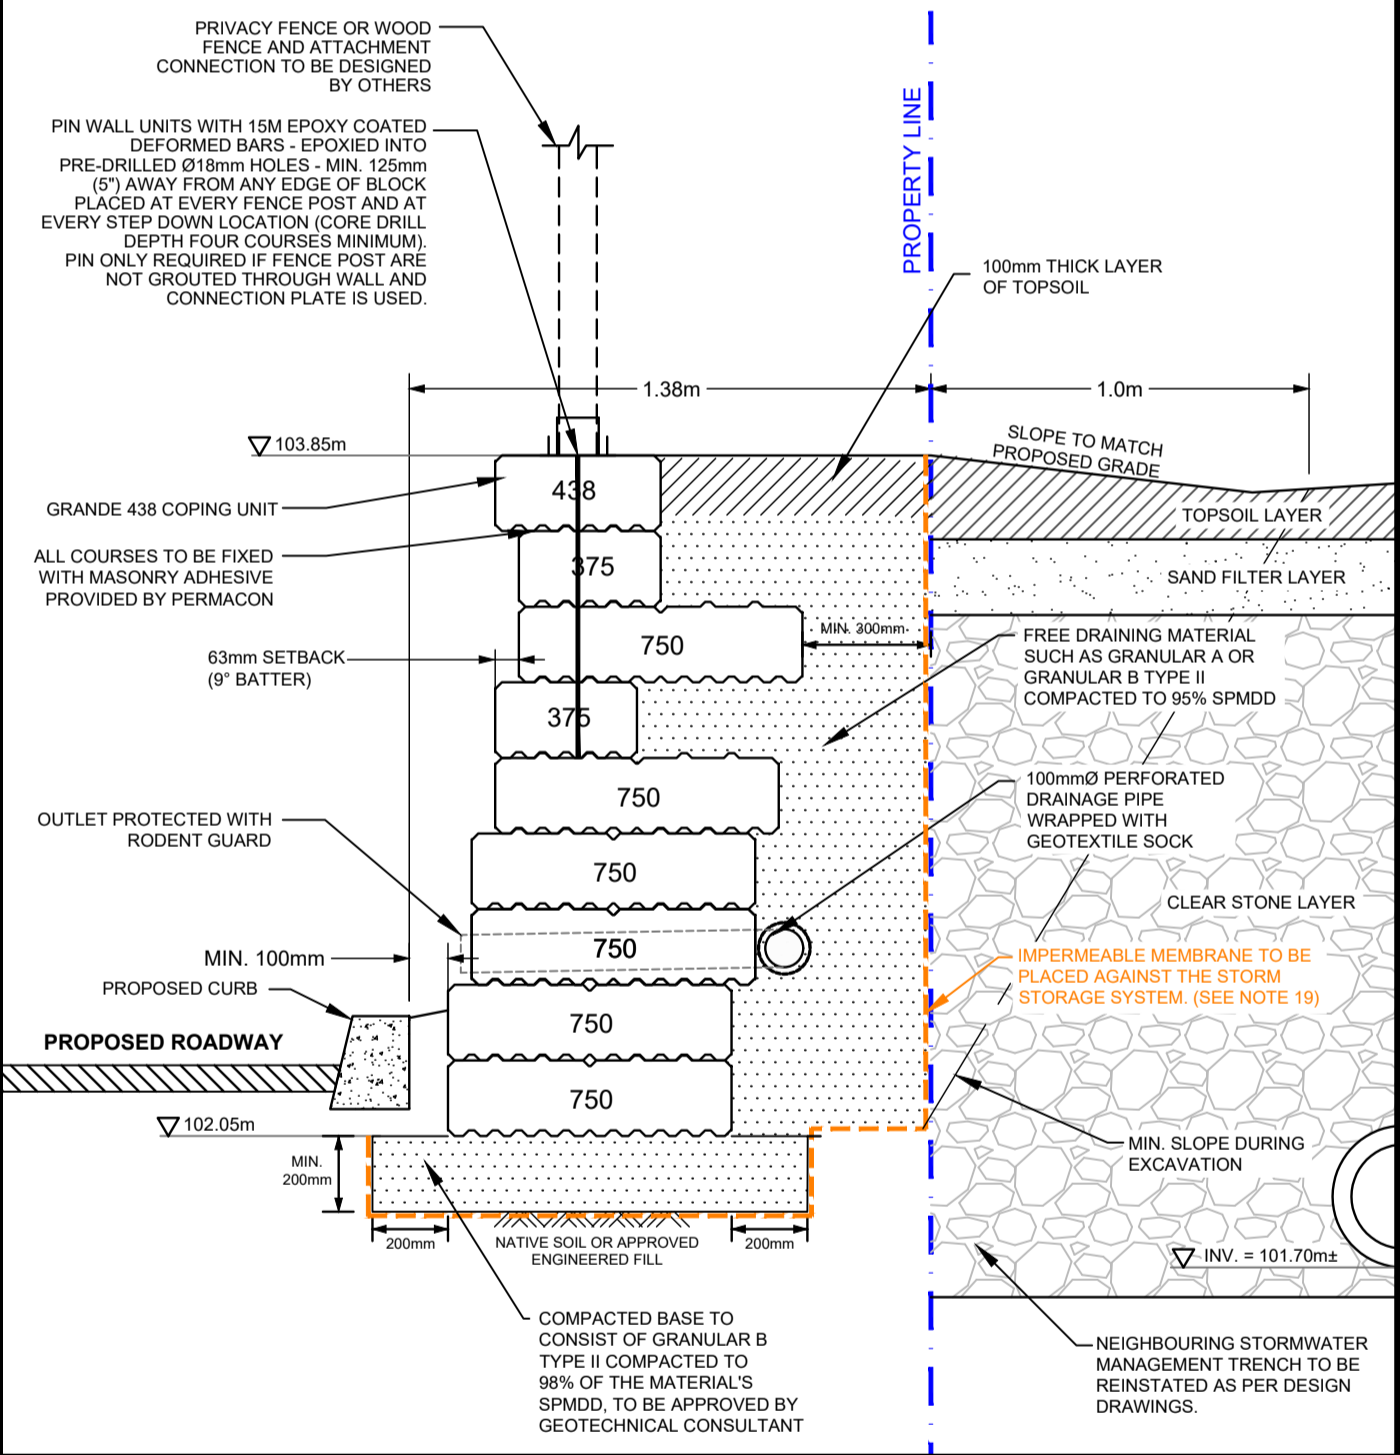 PRIVACY FENCE OR WOOD
FENCE AND ATTACHMENT
CONNECTION TO BE DESIGNED
BY OTHERS
PIN WALL UNITS WITH 15M EPOXY COATED
DEFORMED BARS - EPOXIED INTO
PRE-DRILLED Ø18mm HOLES - MIN. 125mm
(5") AWAY FROM ANY EDGE OF BLOCK
PLACED AT EVERY FENCE POST AND AT
EVERY STEP DOWN LOCATION (CORE DRILL
DEPTH FOUR COURSES MINIMUM).
PIN ONLY REQUIRED IF FENCE POST ARE
NOT GROUTED THROUGH WALL AND
CONNECTION PLATE IS USED.
PROPERTY LINE
100mm THICK LAYER
OF TOPSOIL
1.38m
1.0m
103.85m
SLOPE TO MATCH
PROPOSED GRADE
GRANDE 438 COPING UNIT
438
TOPSOIL LAYER
ALL COURSES TO BE FIXED
WITH MASONRY ADHESIVE
PROVIDED BY PERMACON
375
SAND FILTER LAYER
63mm SETBACK
(9° BATTER)
750
MIN. 300mm
FREE DRAINING MATERIAL
SUCH AS GRANULAR A OR
GRANULAR B TYPE II
COMPACTED TO 95% SPMDD
375
750
100mmØ PERFORATED
DRAINAGE PIPE
WRAPPED WITH
GEOTEXTILE SOCK
OUTLET PROTECTED WITH
RODENT GUARD
750
CLEAR STONE LAYER
750
MIN. 100mm
IMPERMEABLE MEMBRANE TO BE
PLACED AGAINST THE STORM
STORAGE SYSTEM. (SEE NOTE 19)
PROPOSED CURB
750
PROPOSED ROADWAY
750
102.05m
MIN. SLOPE DURING
EXCAVATION
MIN.
200mm
200mm
NATIVE SOIL OR APPROVED
ENGINEERED FILL
200mm
INV. = 101.70m±
COMPACTED BASE TO
CONSIST OF GRANULAR B
TYPE II COMPACTED TO
98% OF THE MATERIAL'S
SPMDD, TO BE APPROVED BY
GEOTECHNICAL CONSULTANT
NEIGHBOURING STORMWATER
MANAGEMENT TRENCH TO BE
REINSTATED AS PER DESIGN
DRAWINGS.